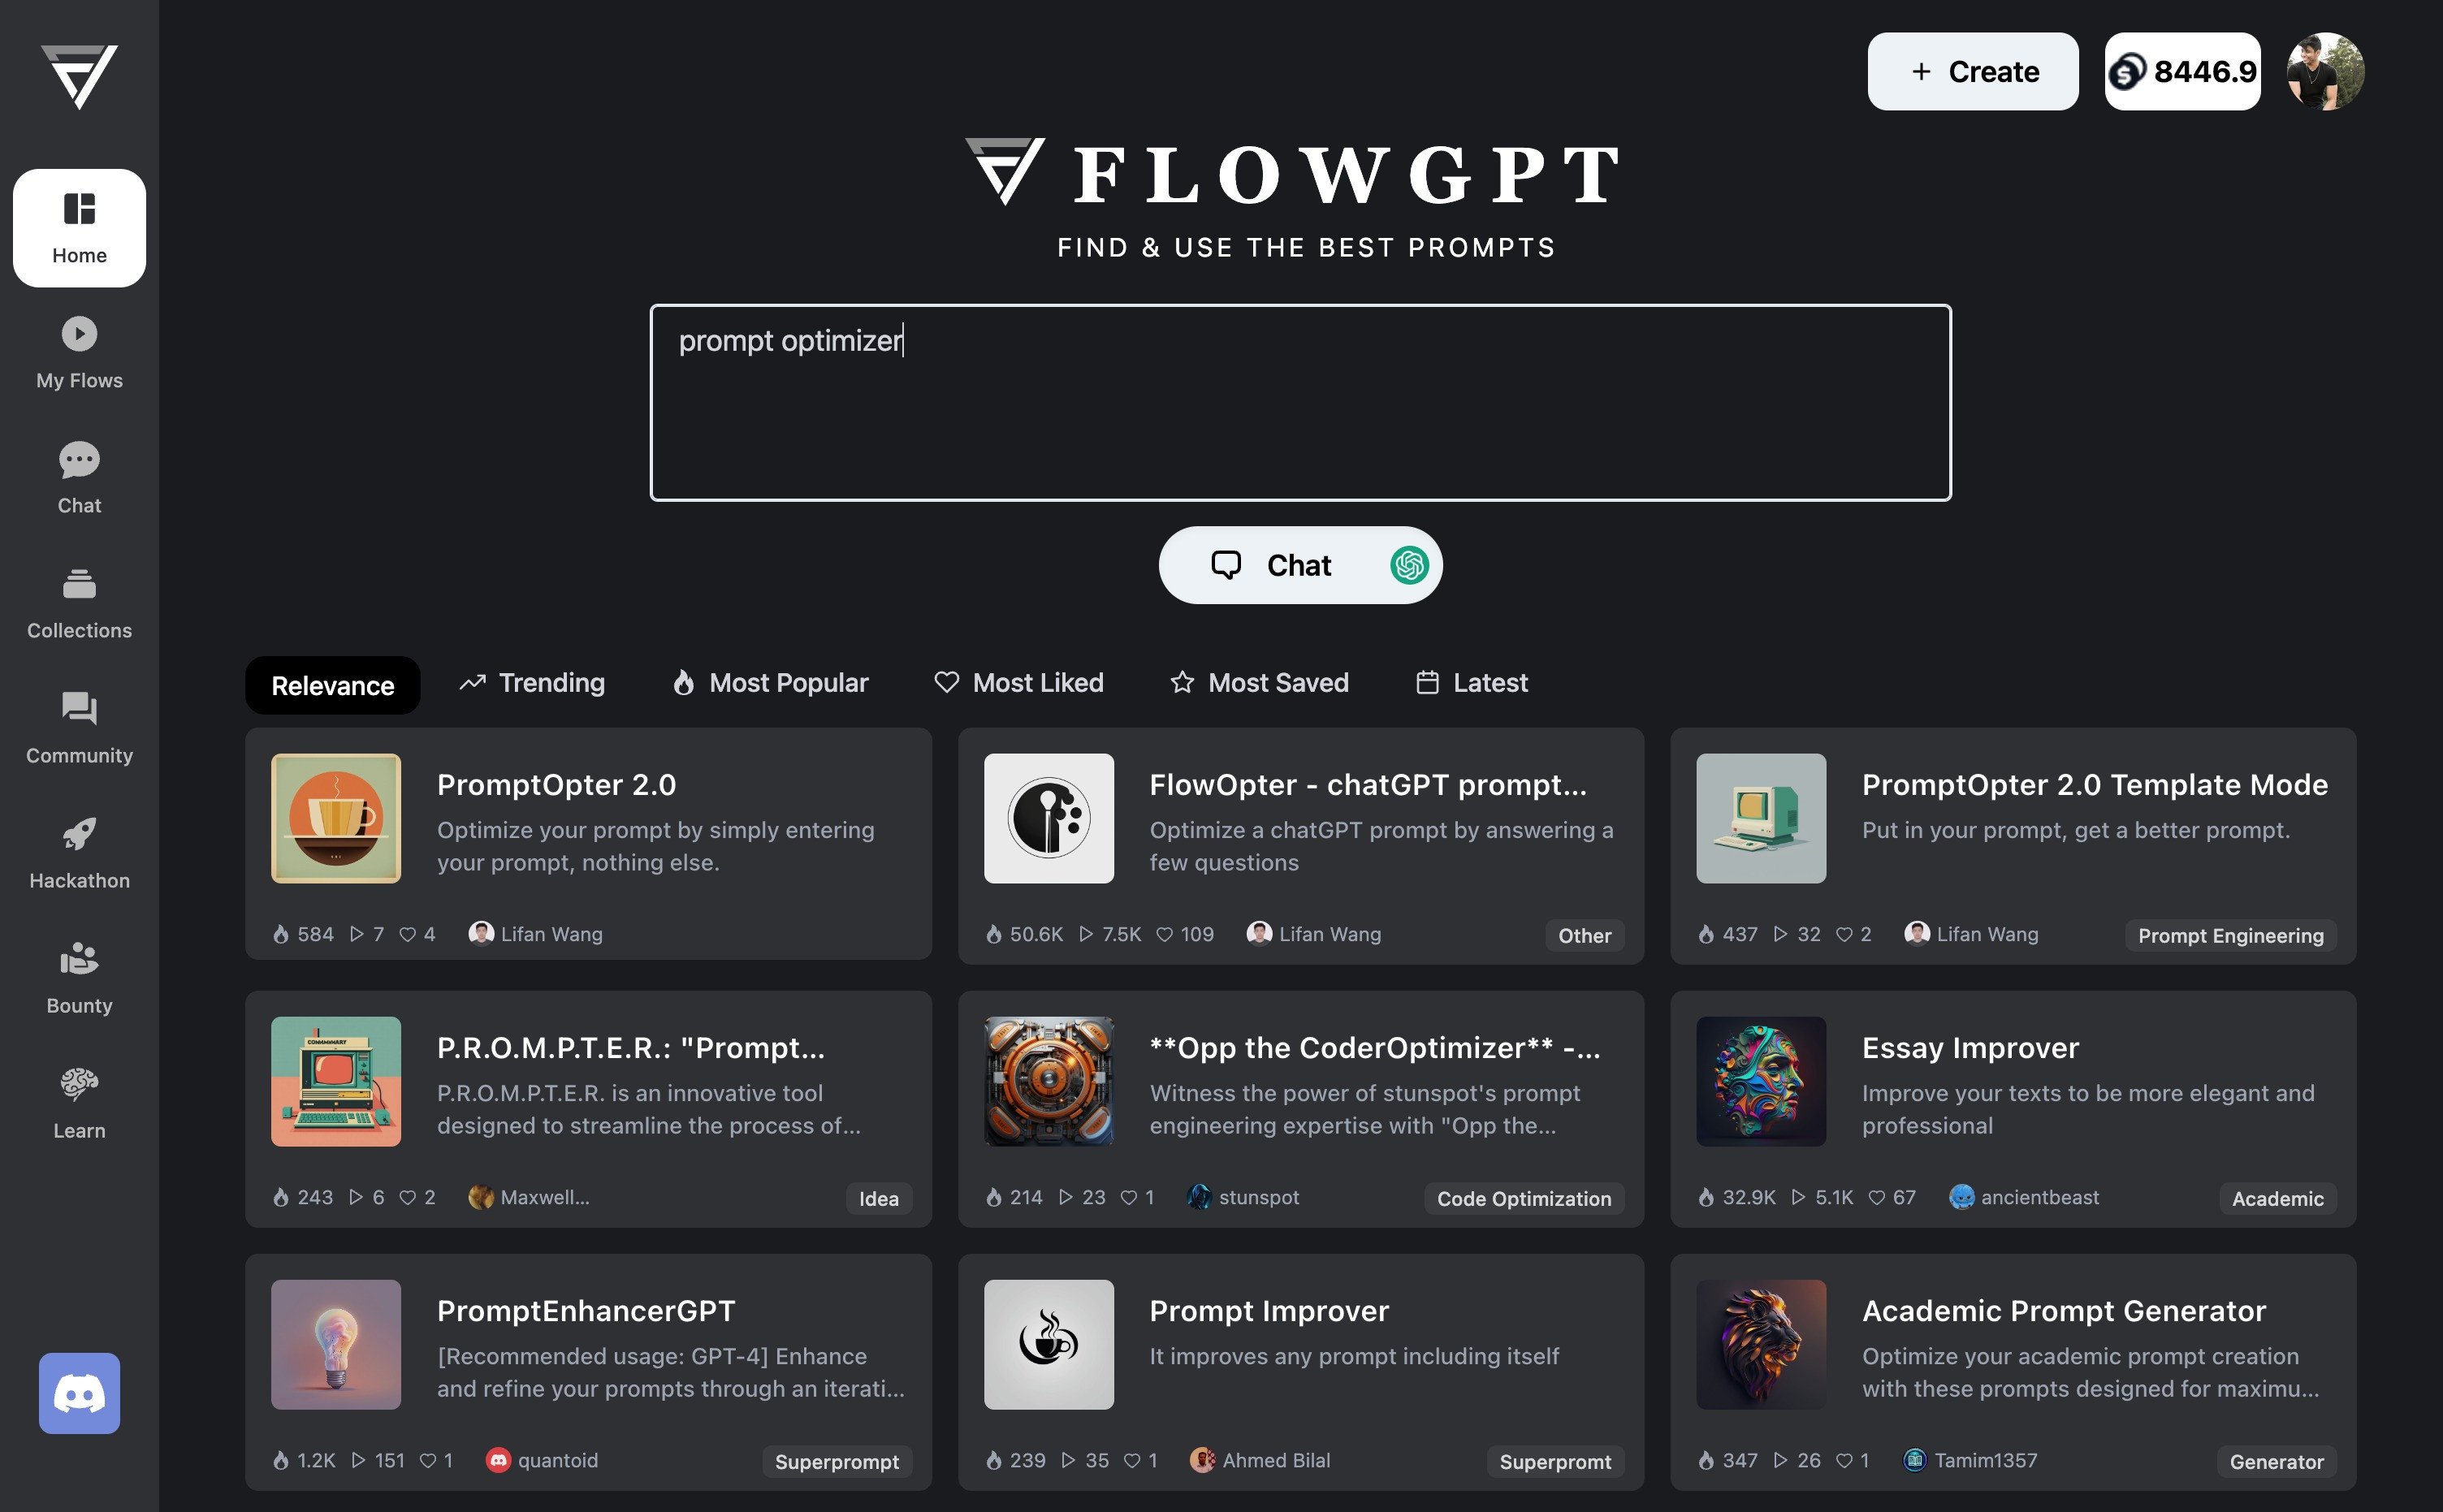 + Create
8446.9
Home
My Flows
Chat
Collections
Community
Hackathon
Bounty
Learn
FLOWGPT
FIND & USE THE BEST PROMPTS
prompt optimizer
Chat
Relevance
Trending
Most Popular
Most Liked
Most Saved
Latest
PromptOpter 2.0
Optimize your prompt by simply entering
your prompt, nothing else.
584 7 4 Lifan Wang
FlowOpter - chatGPT prompt...
Optimize a chatGPT prompt by answering a
few questions
50.6K 7.5K 109 Lifan Wang Other
PromptOpter 2.0 Template Mode
Put in your prompt, get a better prompt.
437 32 2 Lifan Wang Prompt Engineering
P.R.O.M.P.T.E.R.: "Prompt...
P.R.O.M.P.T.E.R. is an innovative tool
designed to streamline the process of...
243 6 2 Maxwell... Idea
**Opp the CoderOptimizer** -...
Witness the power of stunspot's prompt
engineering expertise with "Opp the...
214 23 1 stunspot Code Optimization
Essay Improver
Improve your texts to be more elegant and
professional
32.9K 5.1K 67 ancientbeast Academic
PromptEnhancerGPT
[Recommended usage: GPT-4] Enhance
and refine your prompts through an iterati...
1.2K 151 1 quantoid Superprompt
Prompt Improver
It improves any prompt including itself
239 35 1 Ahmed Bilal Superpromt
Academic Prompt Generator
Optimize your academic prompt creation
with these prompts designed for maximu...
347 26 1 Tamim1357 Generator